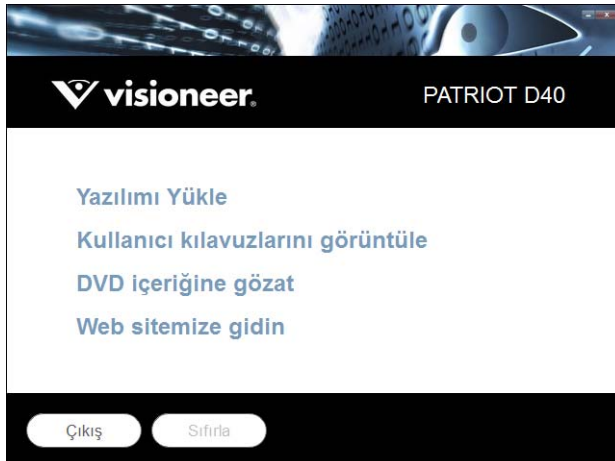 visioneer.
PATRIOT D40
Yazılımı Yükle
Kullanıcı kılavuzlarını görüntüle
DVD içeriğine gözat
Web sitemize gidin
Çıkış
Sıfırla